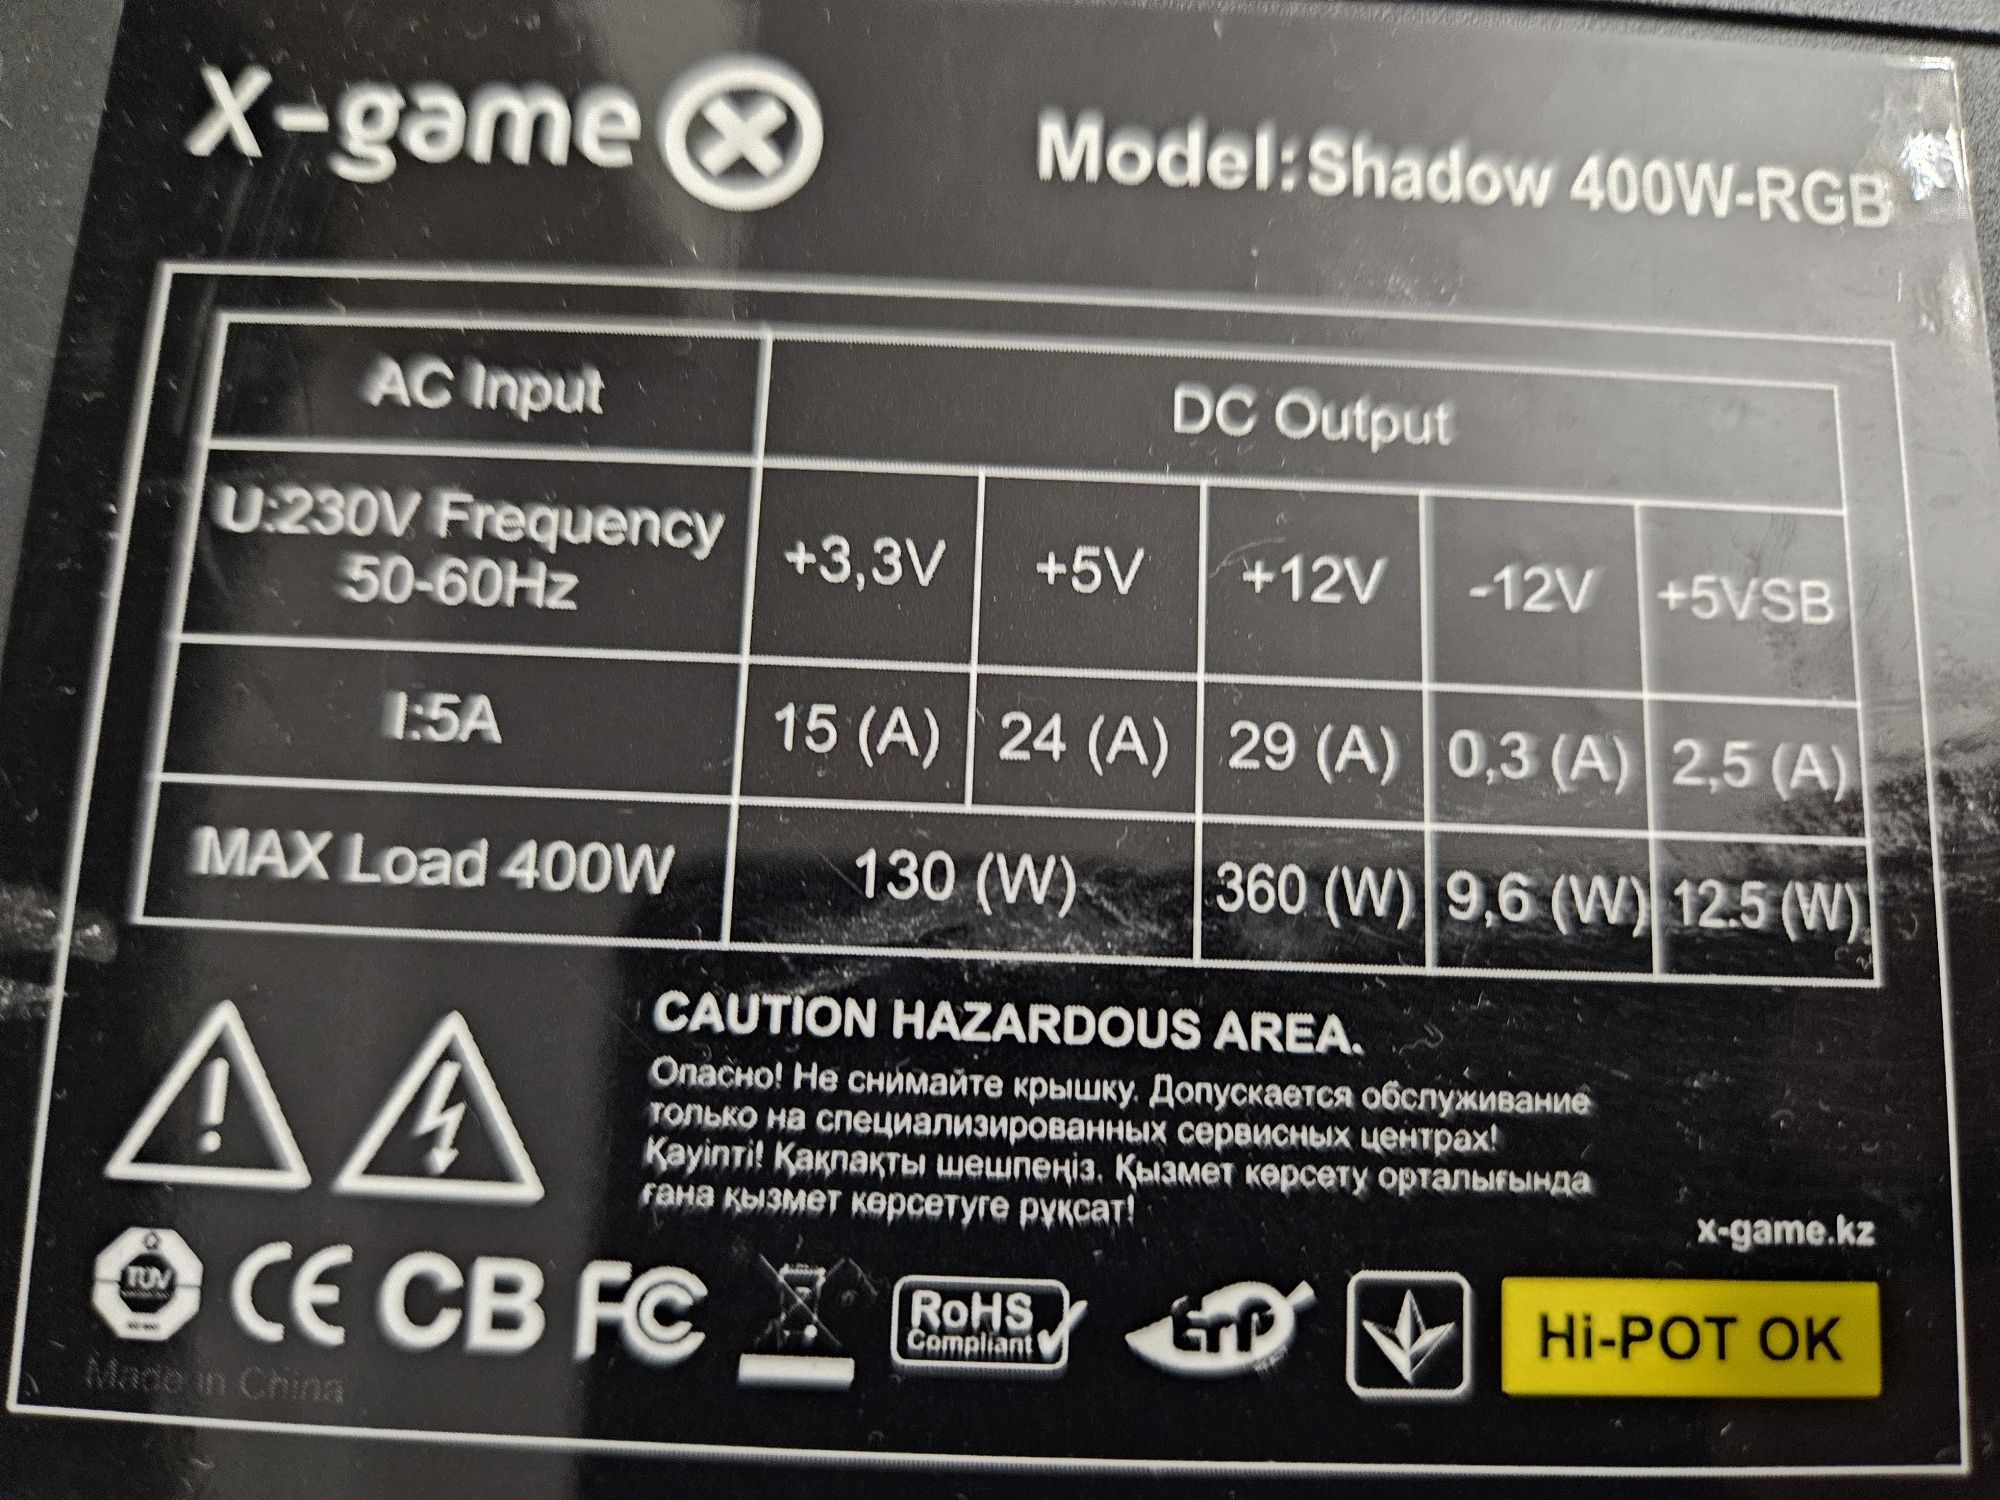 X-game
Model:Shadow 400W-RGB
AC Input
DC Output
U:230V Frequency
50-60Hz
+3,3V
+5V
+12V
-12V
+5VSB
I:5A
15 (A)
24 (A)
29 (A)
0,3 (A)
2,5 (A)
MAX Load 400W
130 (W)
360 (W)
9,6 (W)
12.5 (W)
CAUTION HAZARDOUS AREA.
Опасно! Не снимайте крышку. Допускается обслуживание
только на специализированных сервисных центрах!
Қауіпті! Қақпақты шешпеңіз. Қызмет көрсету орталығында
ғана қызмет көрсетуге рұқсат!
x-game.kz
TÜV
CE
CB
FC
RoHS
Compliant
ErP
Hi-POT OK
Made in China